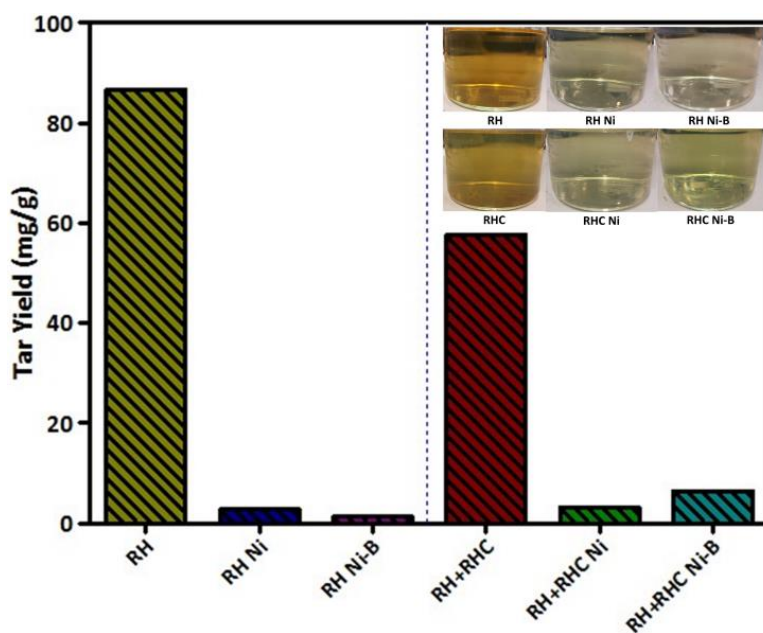 100
80
60
40
20
0
Tar Yield (mg/g)
RH
RH Ni
RH Ni-B
RHC
RHC Ni
RHC Ni-B
RH
RH Ni
RH Ni-B
RH+RHC
RH+RHC Ni
RH+RHC Ni-B